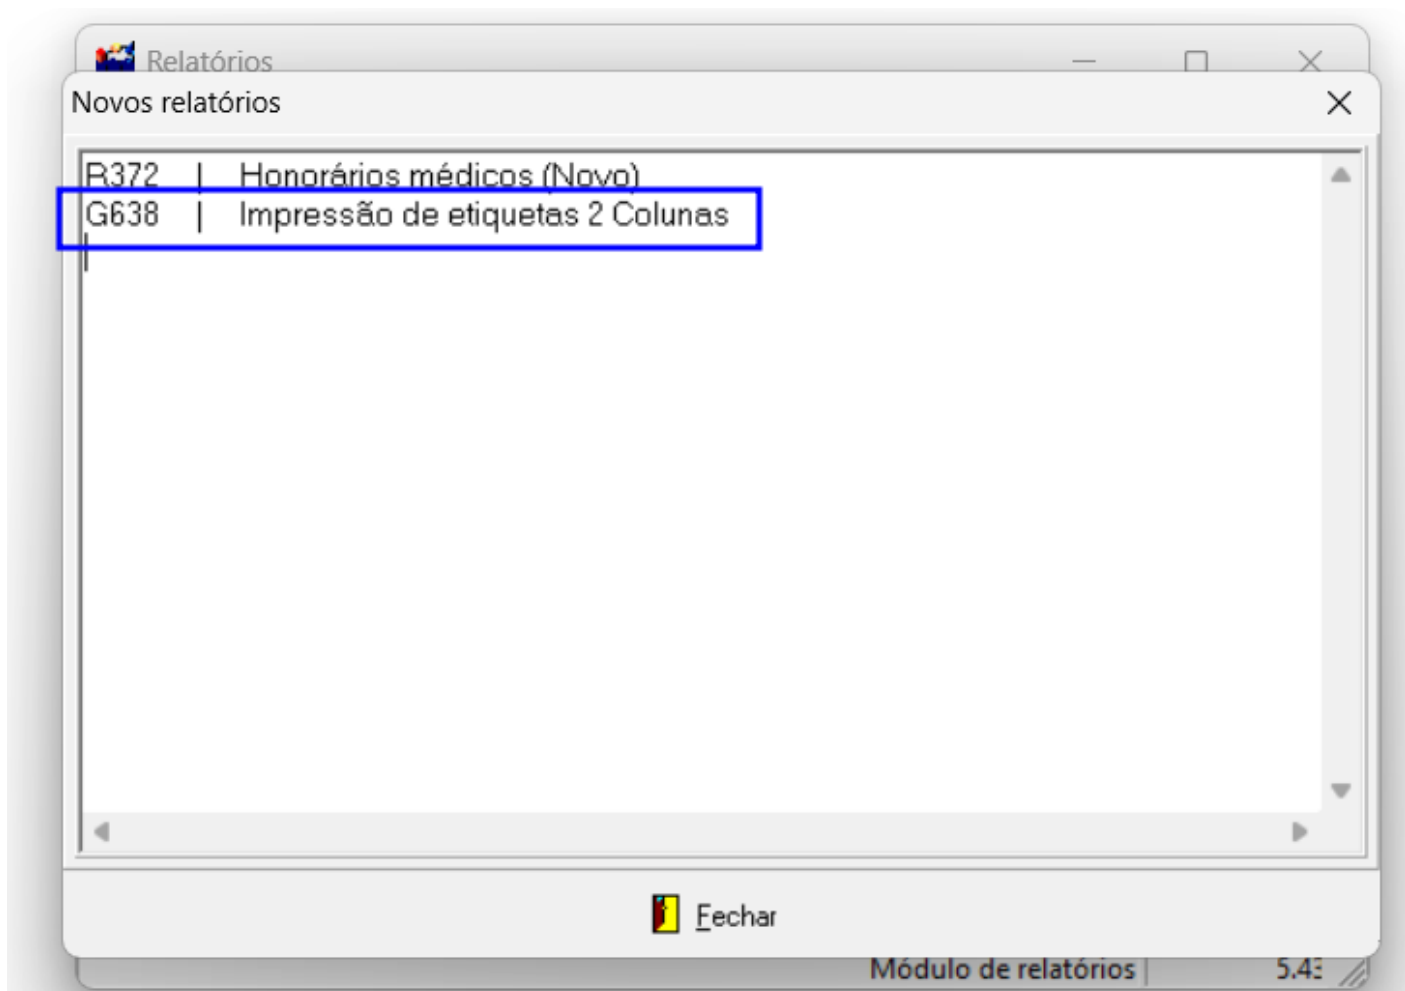 Relatórios
Novos relatórios
R372 | Honorários médicos (Novo)
G638 | Impressão de etiquetas 2 Colunas
Fechar
Módulo de relatórios